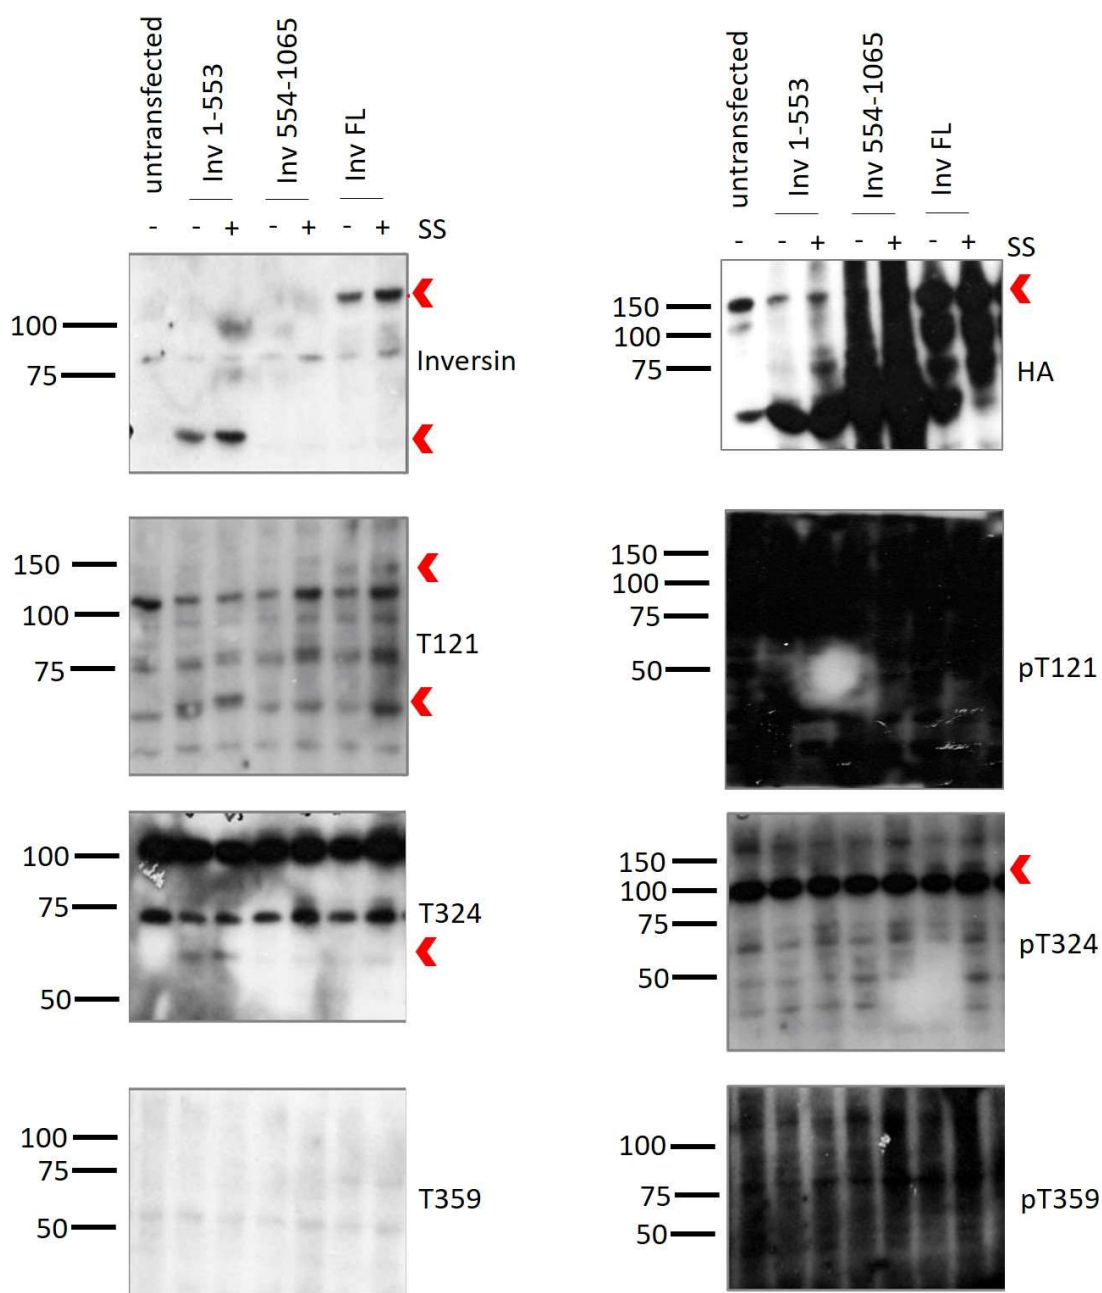 untransfected
Inv 1-553
Inv 554-1065
Inv FL
- - + - + - + SS
100
75
Inversin
150
100
75
T121
100
75
50
T324
100
75
50
T359
untransfected
Inv 1-553
Inv 554-1065
Inv FL
- - + - + - + SS
150
100
75
HA
150
100
75
50
pT121
150
100
75
50
pT324
100
75
50
pT359